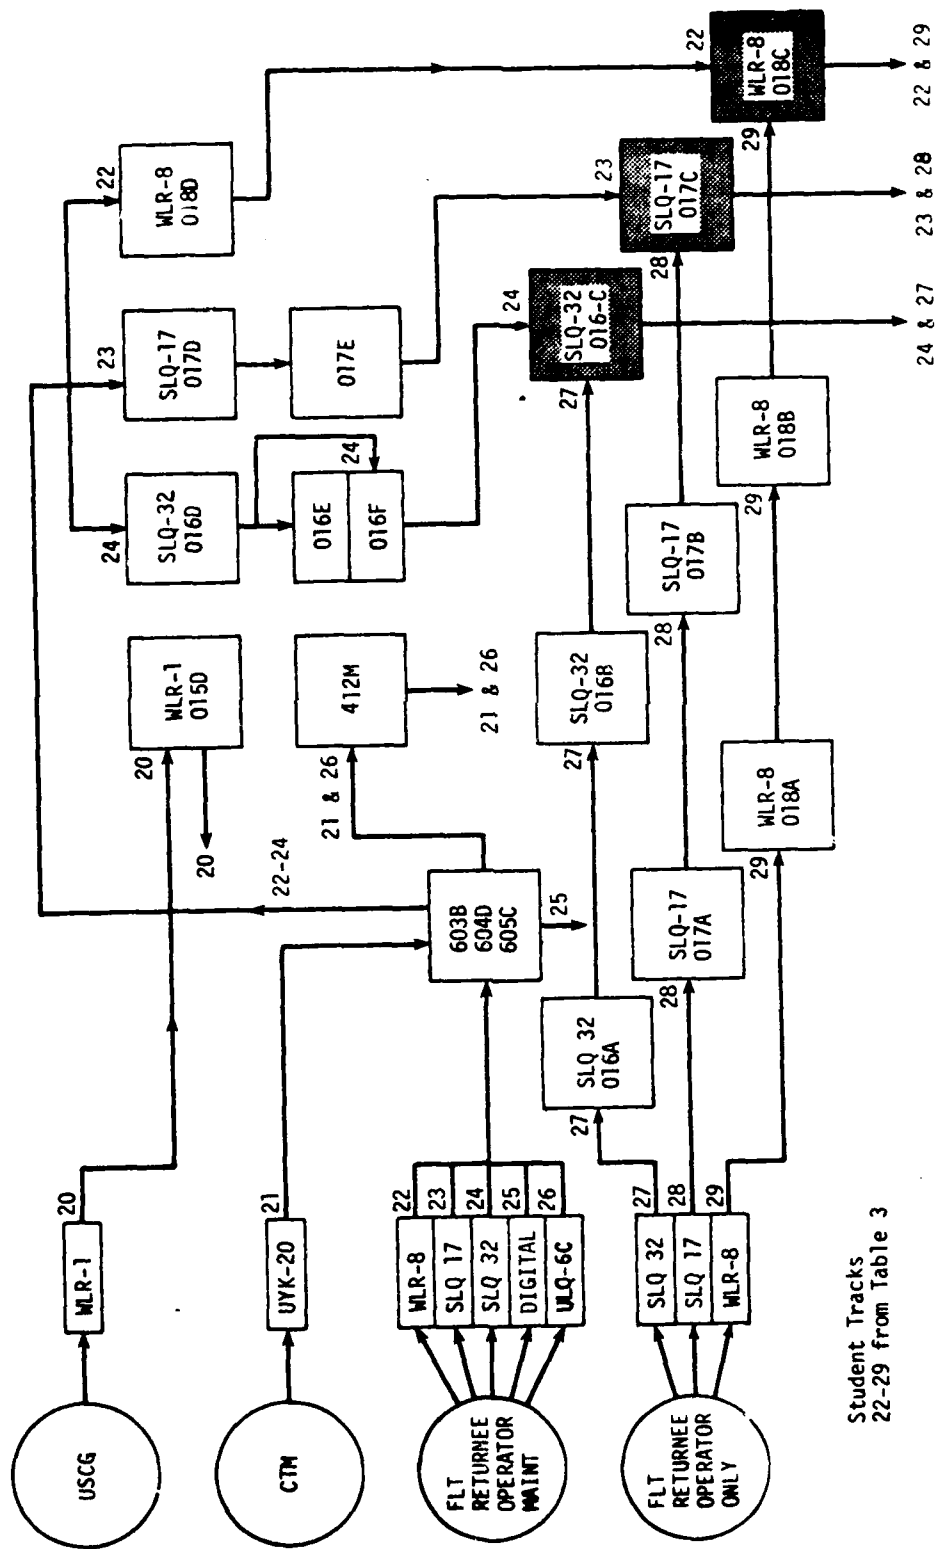 USCG
WLR-1
20
20
WLR-1
015D
20
CTM
UYK-20
21
22-24
603B
604D
605C
25
21 & 26
412M
21 & 26
FLT
RETURNEE
OPERATOR
MAINT
WLR-8
22
SLQ 17
23
SLQ 32
24
DIGITAL
25
ULQ-6C
26
24
SLQ-32
016D
016E
016F
24
23
SLQ-17
017D
017E
22
WLR-8
018D
FLT
RETURNEE
OPERATOR
ONLY
SLQ 32
27
SLQ 17
28
WLR-8
29
27
SLQ 32
016A
27
SLQ-32
016B
27
24
SLQ-32
016-C
24 & 27
28
SLQ-17
017A
28
SLQ-17
017B
28
23
SLQ-17
017C
23 & 28
29
WLR-8
018A
29
WLR-8
018B
29
22
WLR-8
018C
22 & 29
Student Tracks
22-29 from Table 3